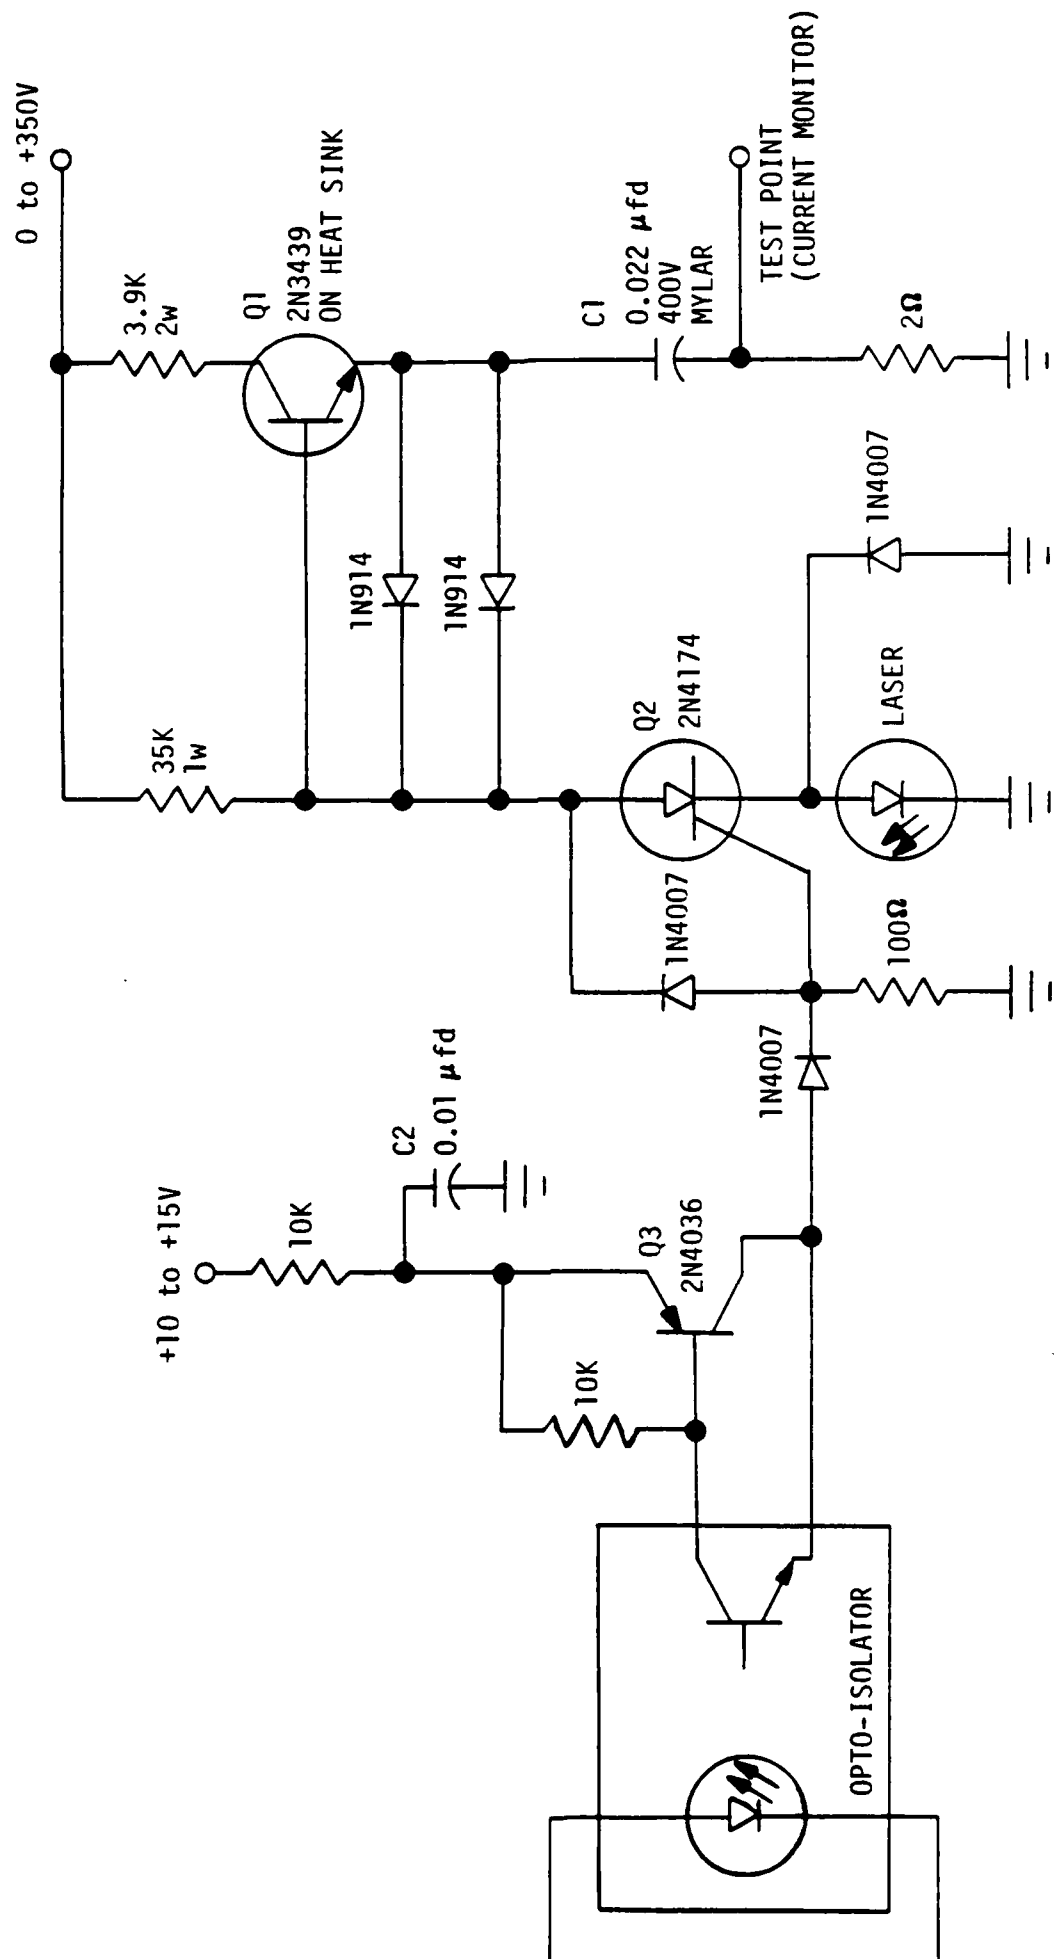 0 to +350V
3.9K
2w
Q1
2N3439
ON HEAT SINK
35K
1w
1N914
1N914
C1
0.022 µfd
400V
MYLAR
TEST POINT
(CURRENT MONITOR)
2Ω
Q2
2N4174
1N4007
LASER
1N4007
100Ω
1N4007
+10 to +15V
10K
C2
0.01 µfd
Q3
2N4036
10K
OPTO-ISOLATOR